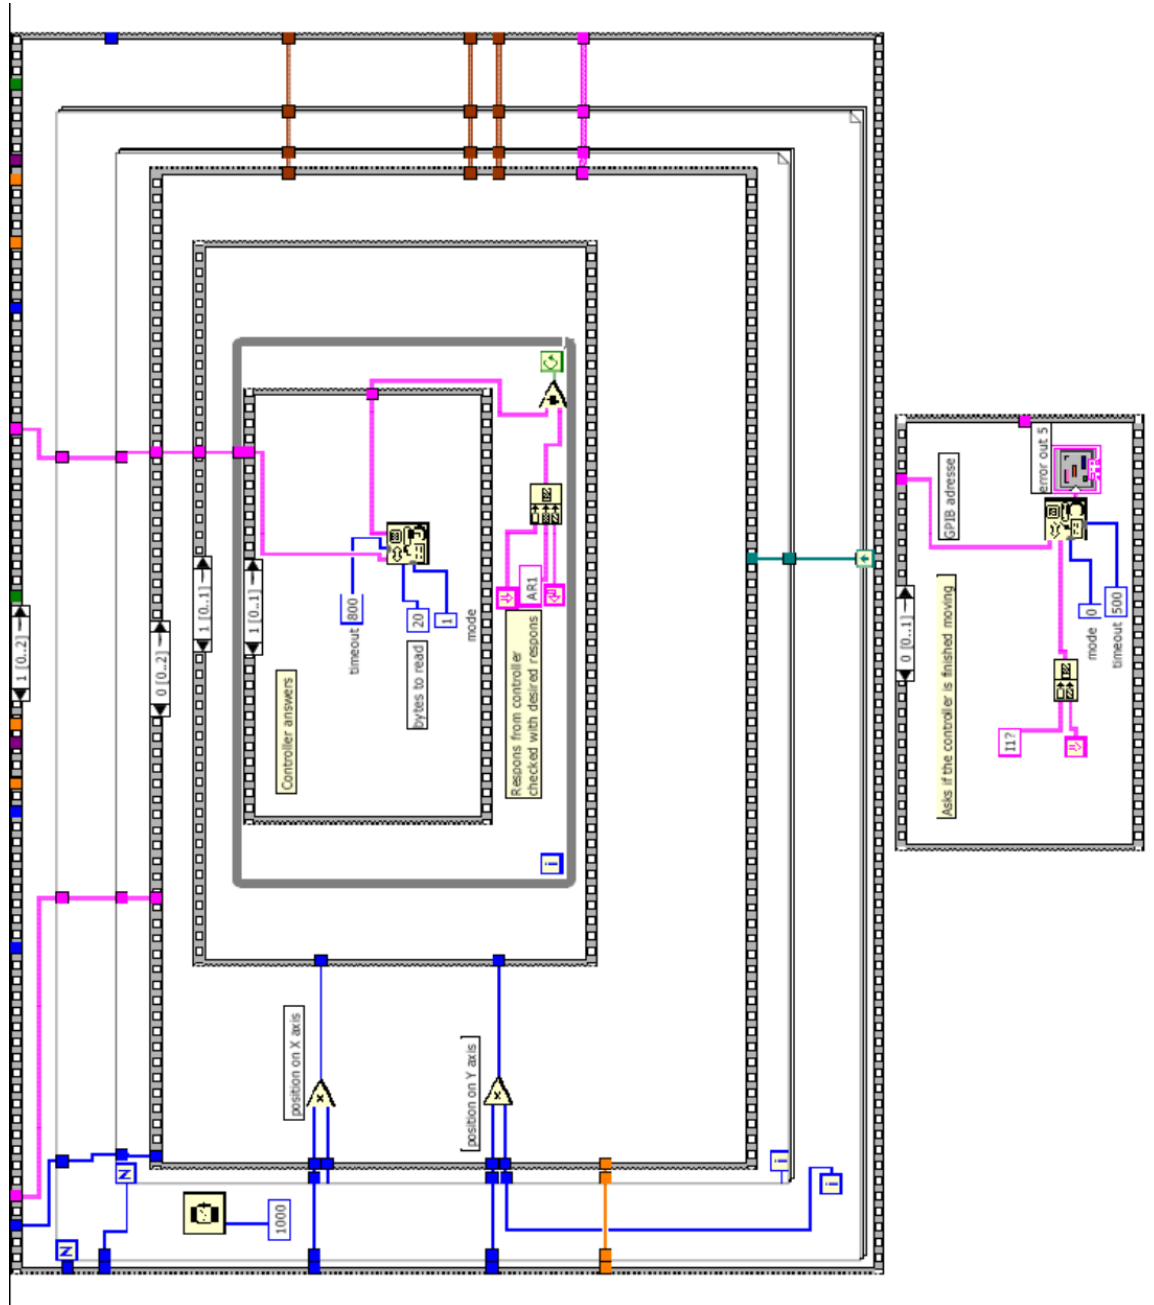 1 [0..2]
0 [0..2]
1 [0..1]
1 [0..1]
Controller answers
timeout
800
bytes to read
20
1
mode
Respons from controller
checked with desired respons
AR1
i
position on X axis
position on Y axis
N
N
1000
i
i
0 [0..1]
Asks if the controller is finished moving
GPIB adresse
error out 5
I1?
mode
0
timeout
500